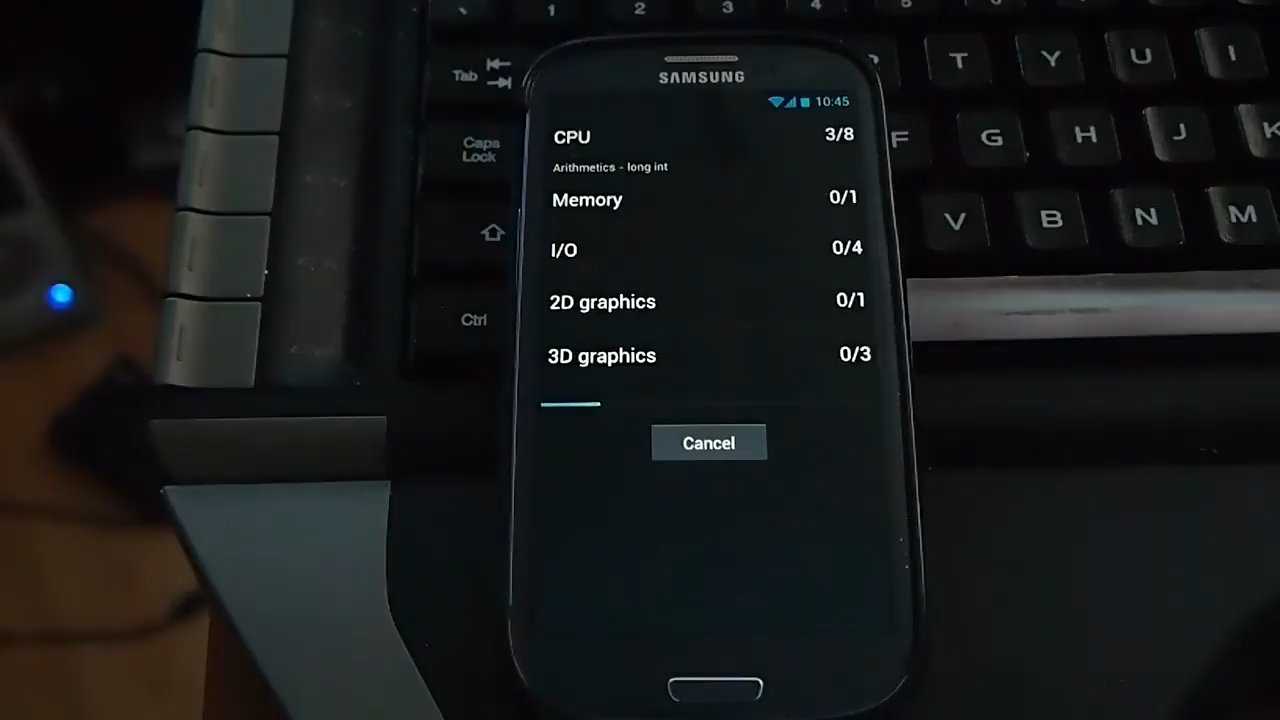 1 2 3 4 5
SAMSUNG
Tab T Y U I
10:45
CPU 3/8
Caps Lock F G H J K
Arithmetics - long int
Memory 0/1
V B N M
I/O 0/4
2D graphics 0/1
Ctrl
3D graphics 0/3
Cancel